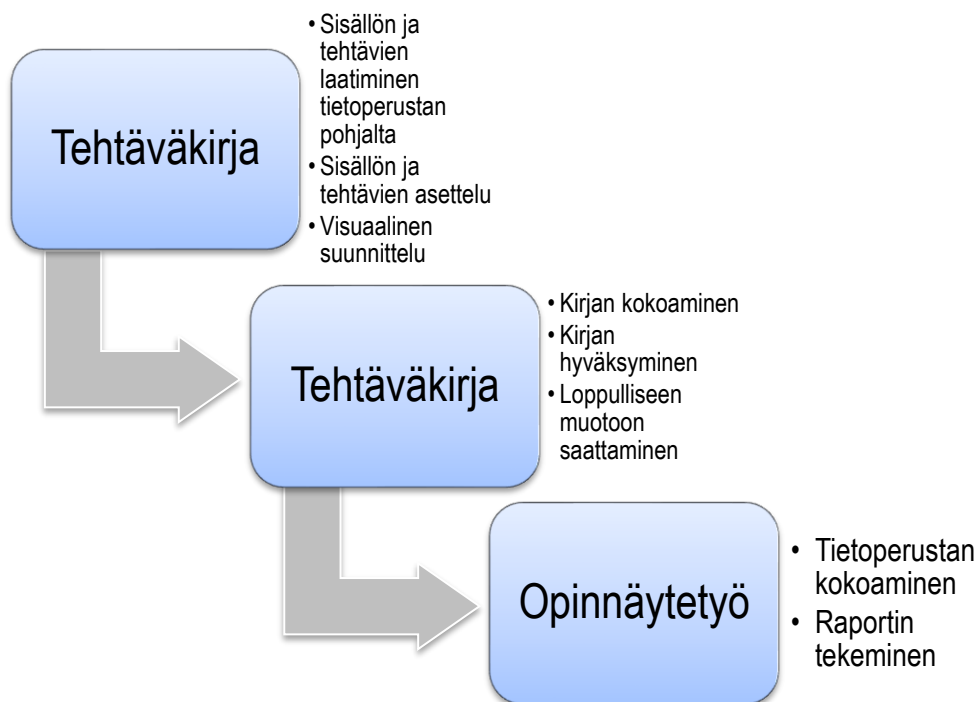 Tehtäväkirja
• Sisällön ja
tehtävien
laatiminen
tietoperustan
pohjalta
• Sisällön ja
tehtävien asettelu
• Visuaalinen
suunnittelu
Tehtäväkirja
• Kirjan kokoaminen
• Kirjan
hyväksyminen
• Loppulliseen
muotoon
saattaminen
Opinnäytetyö
• Tietoperustan
kokoaminen
• Raportin
tekeminen